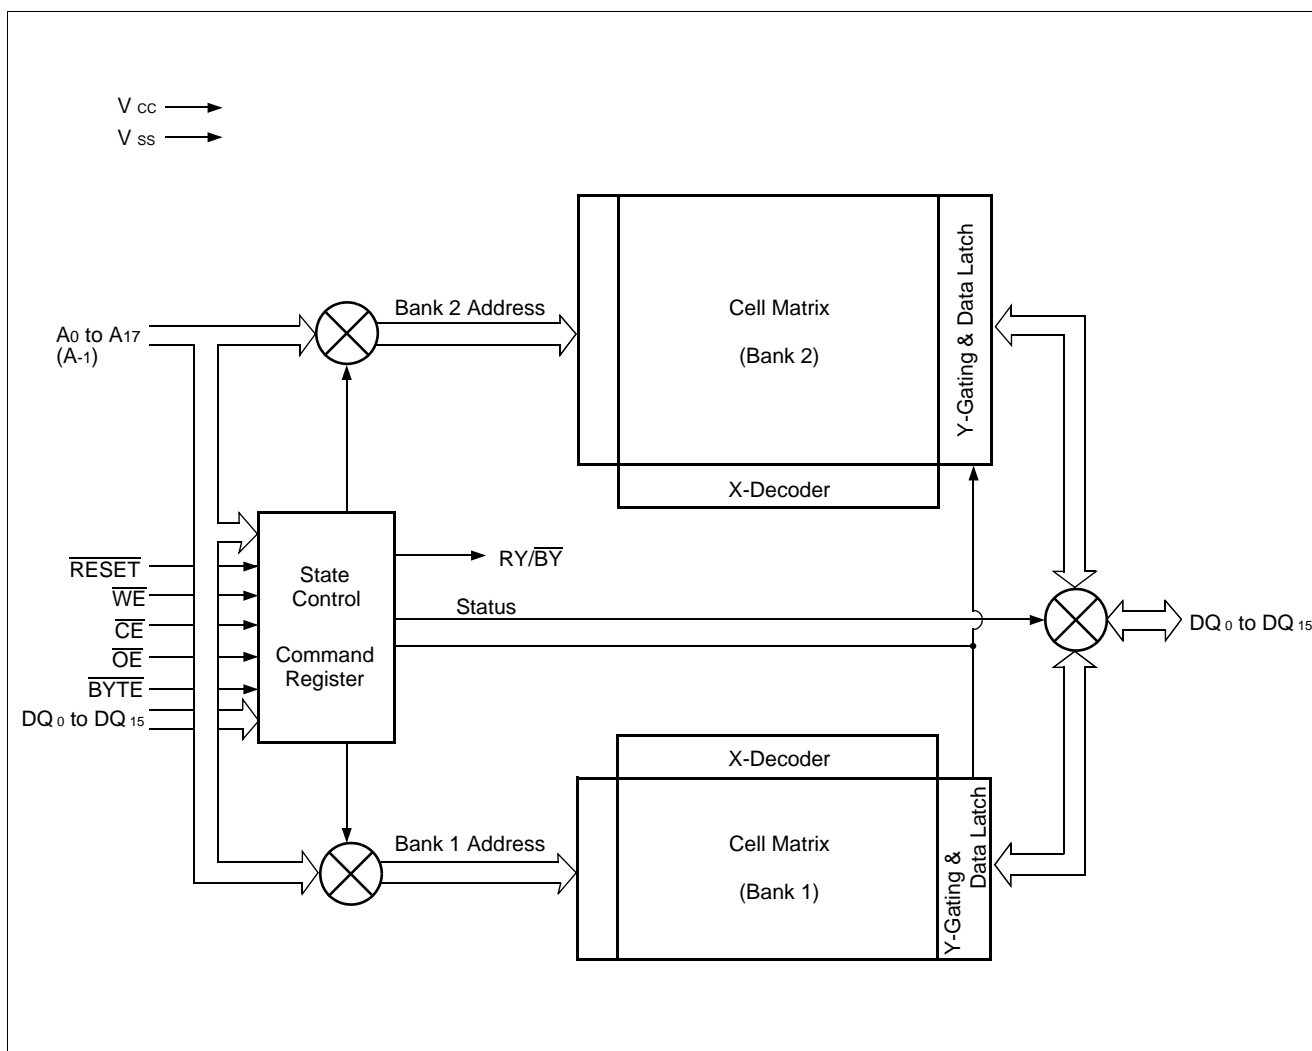 V CC
V SS
Bank 2 Address
A0 to A17
(A-1)
Cell Matrix
(Bank 2)
Y-Gating & Data Latch
X-Decoder
RESET
WE
CE
OE
BYTE
DQ 0 to DQ 15
State
Control
Command
Register
RY/BY
Status
DQ 0 to DQ 15
X-Decoder
Bank 1 Address
Cell Matrix
(Bank 1)
Y-Gating &
Data Latch